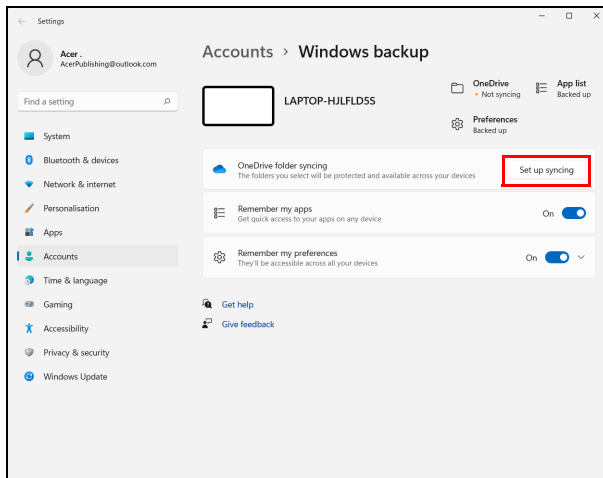 Settings
Acer .
AcerPublishing@outlook.com
Find a setting
System
Bluetooth & devices
Network & internet
Personalisation
Apps
Accounts
Time & language
Gaming
Accessibility
Privacy & security
Windows Update
Accounts > Windows backup
LAPTOP-HJLFLD5S
OneDrive
• Not syncing
App list
Backed up
Preferences
Backed up
OneDrive folder syncing
The folders you select will be protected and available across your devices
Set up syncing
Remember my apps
Get quick access to your apps on any device
On
Remember my preferences
They'll be accessible across all your devices
On
Get help
Give feedback